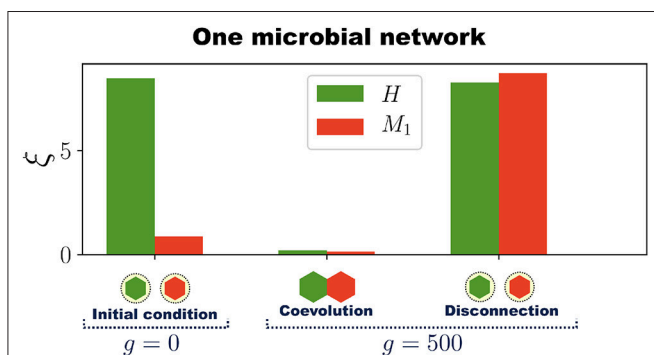 One microbial network
H
M₁
ξ
5
0
Initial condition
Coevolution
Disconnection
g = 0
g = 500